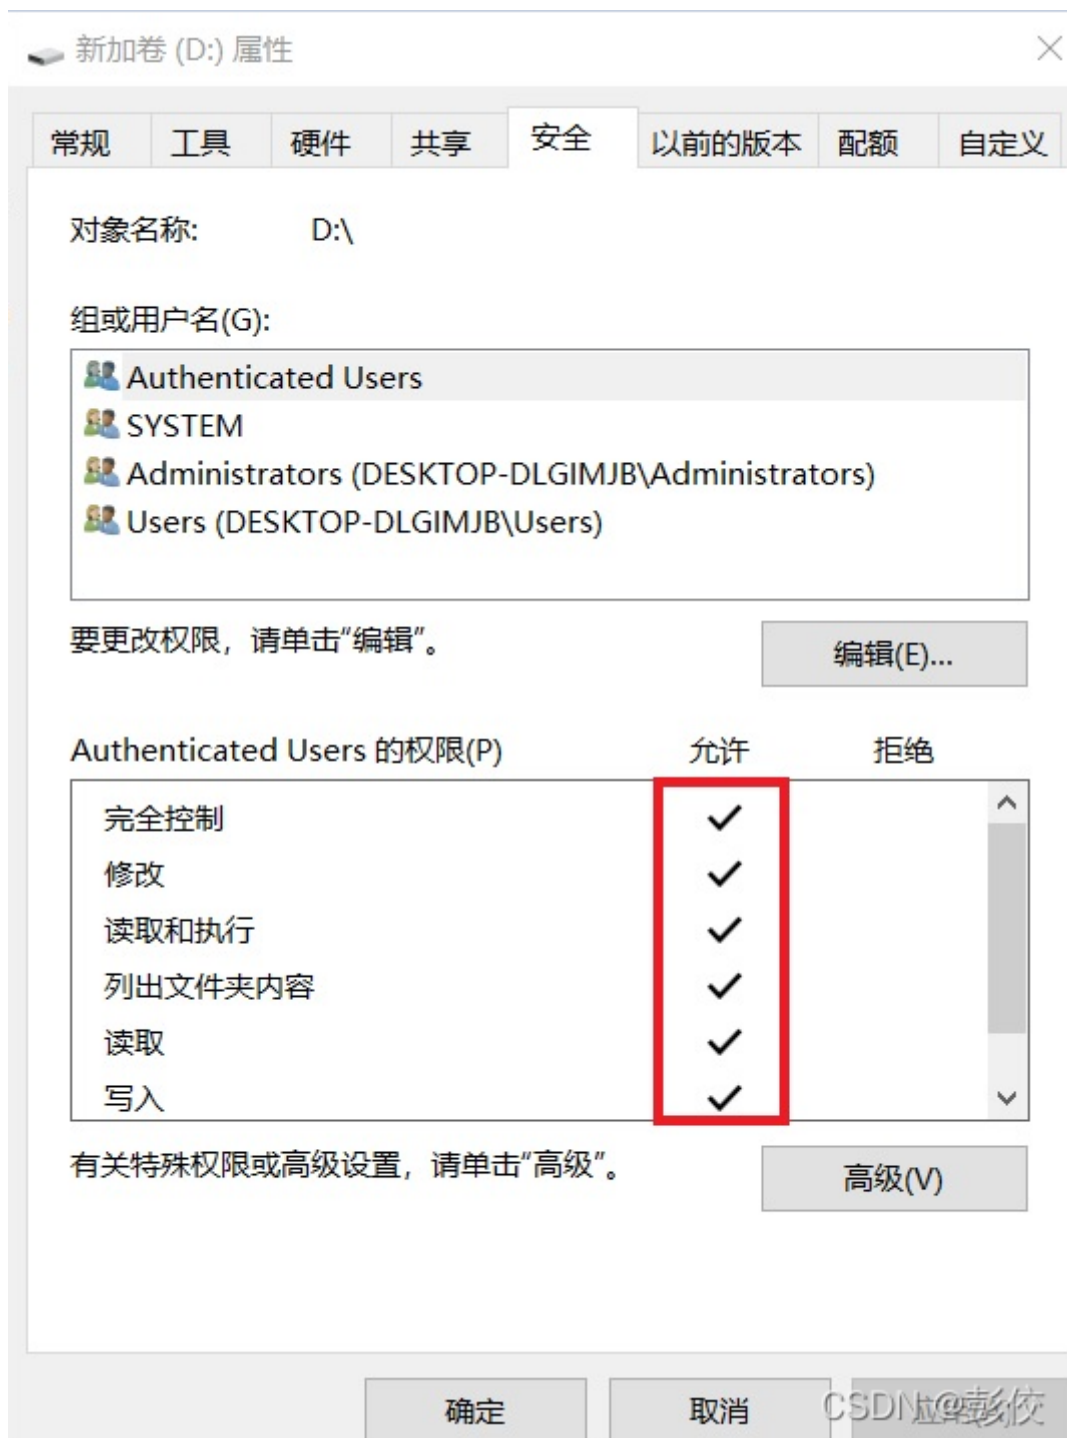 新加卷 (D:) 属性
常规 工具 硬件 共享 安全 以前的版本 配额 自定义
对象名称: D:\
组或用户名(G):
Authenticated Users
SYSTEM
Administrators (DESKTOP-DLGIMJB\Administrators)
Users (DESKTOP-DLGIMJB\Users)
要更改权限，请单击“编辑”。
编辑(E)...
Authenticated Users 的权限(P) 允许 拒绝
完全控制
修改
读取和执行
列出文件夹内容
读取
写入
有关特殊权限或高级设置，请单击“高级”。
高级(V)
确定 取消
CSDN @彭佼